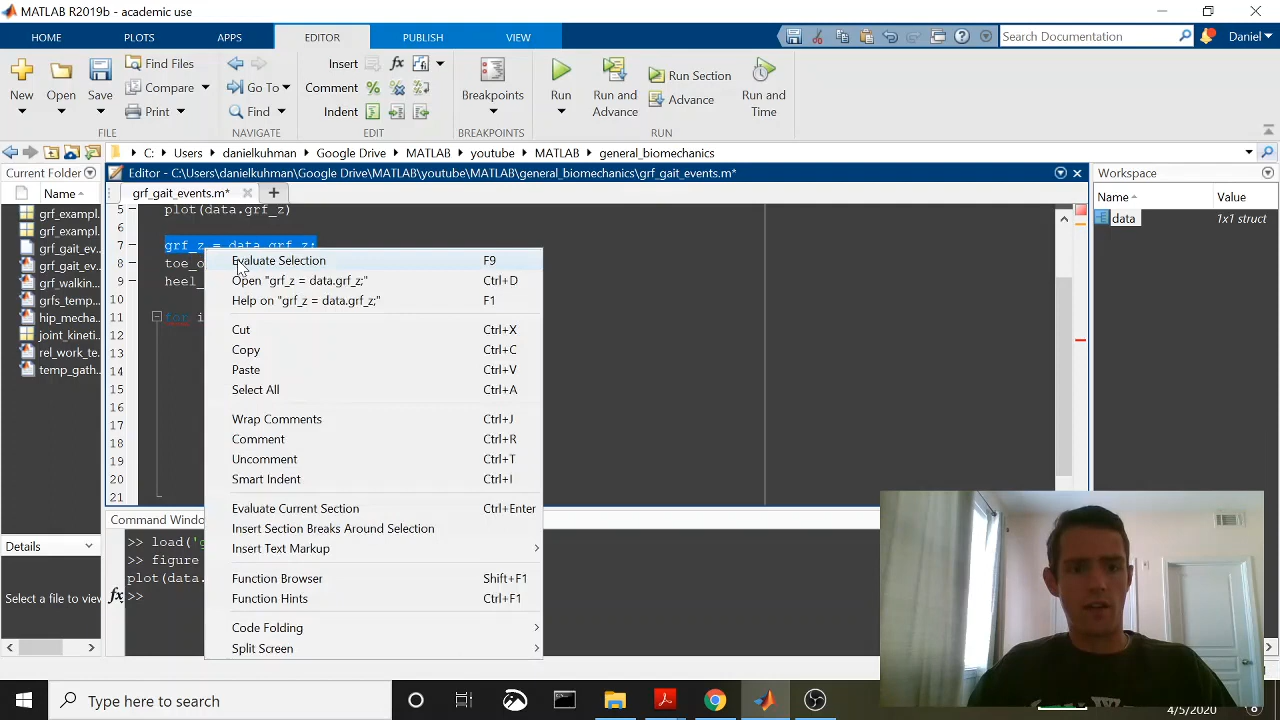 MATLAB R2019b - academic use
HOME PLOTS APPS EDITOR PUBLISH VIEW Search Documentation Daniel
New Open Save Find Files Compare Print Go To Find Insert Comment Indent Breakpoints Run Run and Advance Run Section Advance Run and Time
FILE NAVIGATE EDIT BREAKPOINTS RUN
C: Users danielkuhman Google Drive MATLAB youtube MATLAB general_biomechanics
Current Folder
Name
grf_exampl.
grf_exampl.
grf_gait_ev.
grf_gait_ev.
grf_walkin.
grfs_temp..
hip_mecha.
joint_kineti.
rel_work_te.
temp_gath.
Details
Select a file to view
Editor - C:\Users\danielkuhman\Google Drive\MATLAB\youtube\MATLAB\general_biomechanics\grf_gait_events.m*
grf_gait_events.m*
5 plot(data.grf_z)
6
7 grf_z = data.grf_z;
8 toe_o
9 heel_
11 for i
12
13
14
15
16
17
18
19
20
21
Evaluate Selection F9
Open "grf_z = data.grf_z;" Ctrl+D
Help on "grf_z = data.grf_z;" F1
Cut Ctrl+X
Copy Ctrl+C
Paste Ctrl+V
Select All Ctrl+A
Wrap Comments Ctrl+J
Comment Ctrl+R
Uncomment Ctrl+T
Smart Indent Ctrl+I
Evaluate Current Section Ctrl+Enter
Insert Section Breaks Around Selection
Insert Text Markup
Function Browser Shift+F1
Function Hints Ctrl+F1
Code Folding
Split Screen
Command Windo
>> load('g
>> figure
plot(data.
fx >>
Workspace
Name Value
data 1x1 struct
Type here to search
4/5/2020